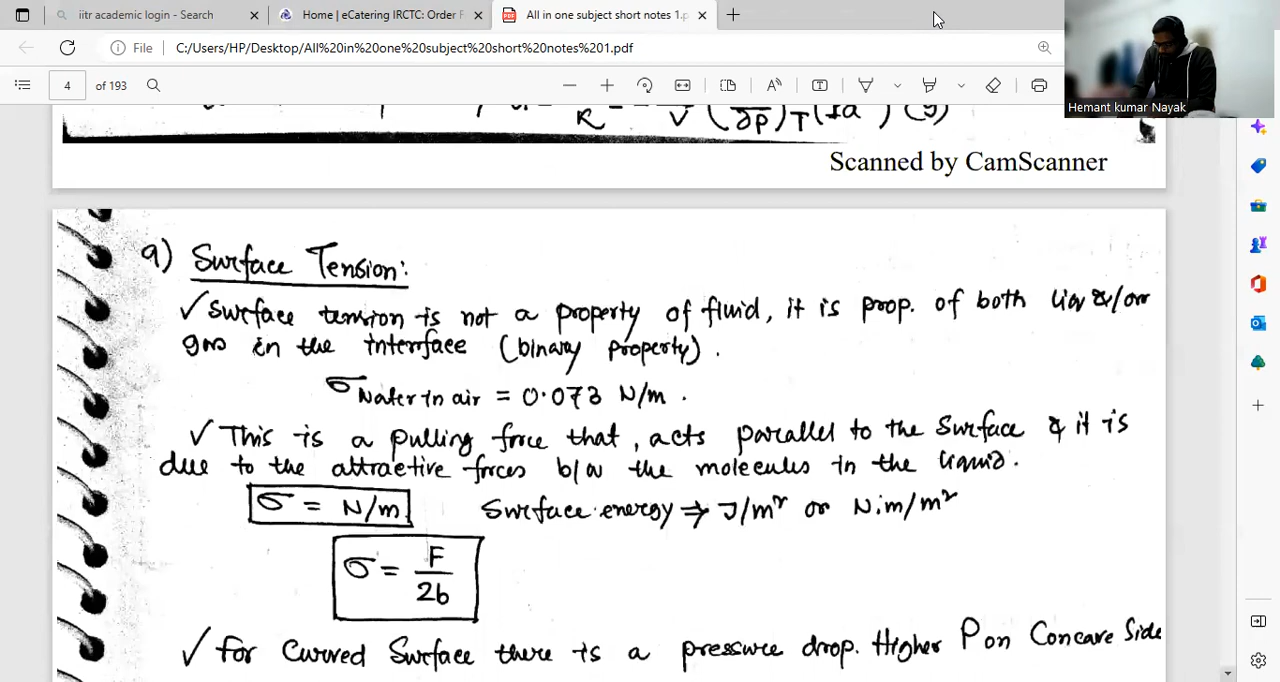 iitr academic login - Search
Home | eCatering IRCTC: Order F
All in one subject short notes 1.p
File
C:/Users/HP/Desktop/All%20in%20one%20subject%20short%20notes%201.pdf
4 of 193
Hemant kumar Nayak
Scanned by CamScanner
9) Surface Tension:
✓ Surface tension is not a property of fluid, it is prop. of both liq &/or
gas in the interface (binary property).
σ Water in air = 0.073 N/m.
✓ This is a pulling force that, acts parallel to the surface & it is
due to the attractive forces b/w the molecules in the liquid.
σ = N/m Surface energy ⇒ J/m² or N.m/m²
σ = F/2b
✓ For Curved Surface there is a pressure drop. Higher P on Concave Side